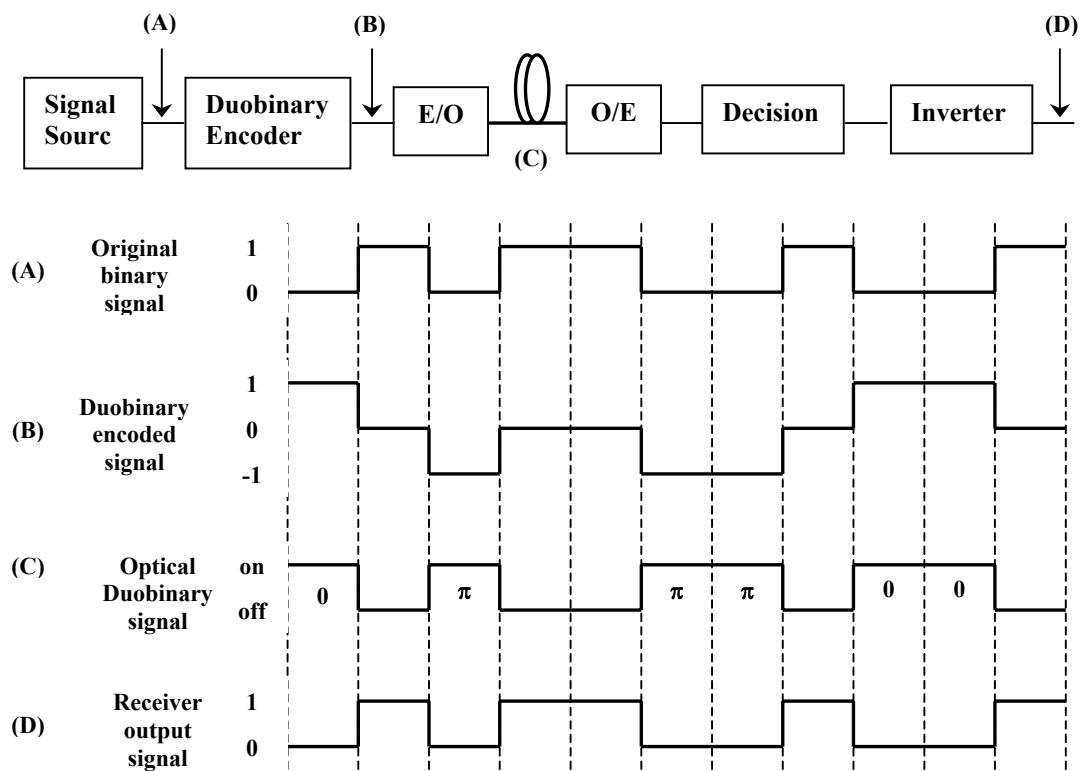 (A)
(B)
(D)
Signal
Sourc
Duobinary
Encoder
E/O
O/E
Decision
Inverter
(C)
(A)
Original
binary
signal
1
0
(B)
Duobinary
encoded
signal
1
0
-1
(C)
Optical
Duobinary
signal
on
off
0 π π π 0 0
(D)
Receiver
output
signal
1
0